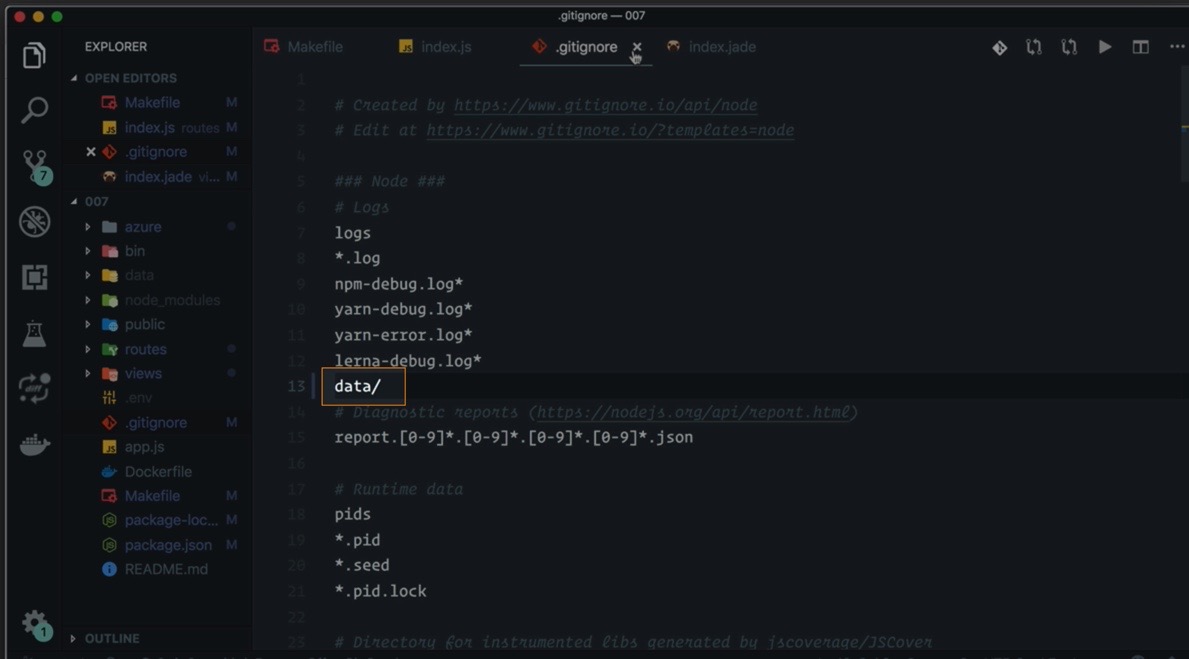 .gitignore — 007
EXPLORER
OPEN EDITORS
Makefile M
index.js routes M
.gitignore M
index.jade vi... M
007
azure
bin
data
node_modules
public
routes
views
.env
.gitignore M
app.js
Dockerfile
Makefile M
package-loc... M
package.json M
README.md
OUTLINE
7
1
Makefile
index.js
.gitignore
index.jade
1
2 # Created by https://www.gitignore.io/api/node
3 # Edit at https://www.gitignore.io/?templates=node
4
5 ### Node ###
6 # Logs
7 logs
8 *.log
9 npm-debug.log*
10 yarn-debug.log*
11 yarn-error.log*
12 lerna-debug.log*
13 data/
14 # Diagnostic reports (https://nodejs.org/api/report.html)
15 report.[0-9]*.[0-9]*.[0-9]*.[0-9]*.json
16
17 # Runtime data
18 pids
19 *.pid
20 *.seed
21 *.pid.lock
22
23 # Directory for instrumented libs generated by jscoverage/JSCover